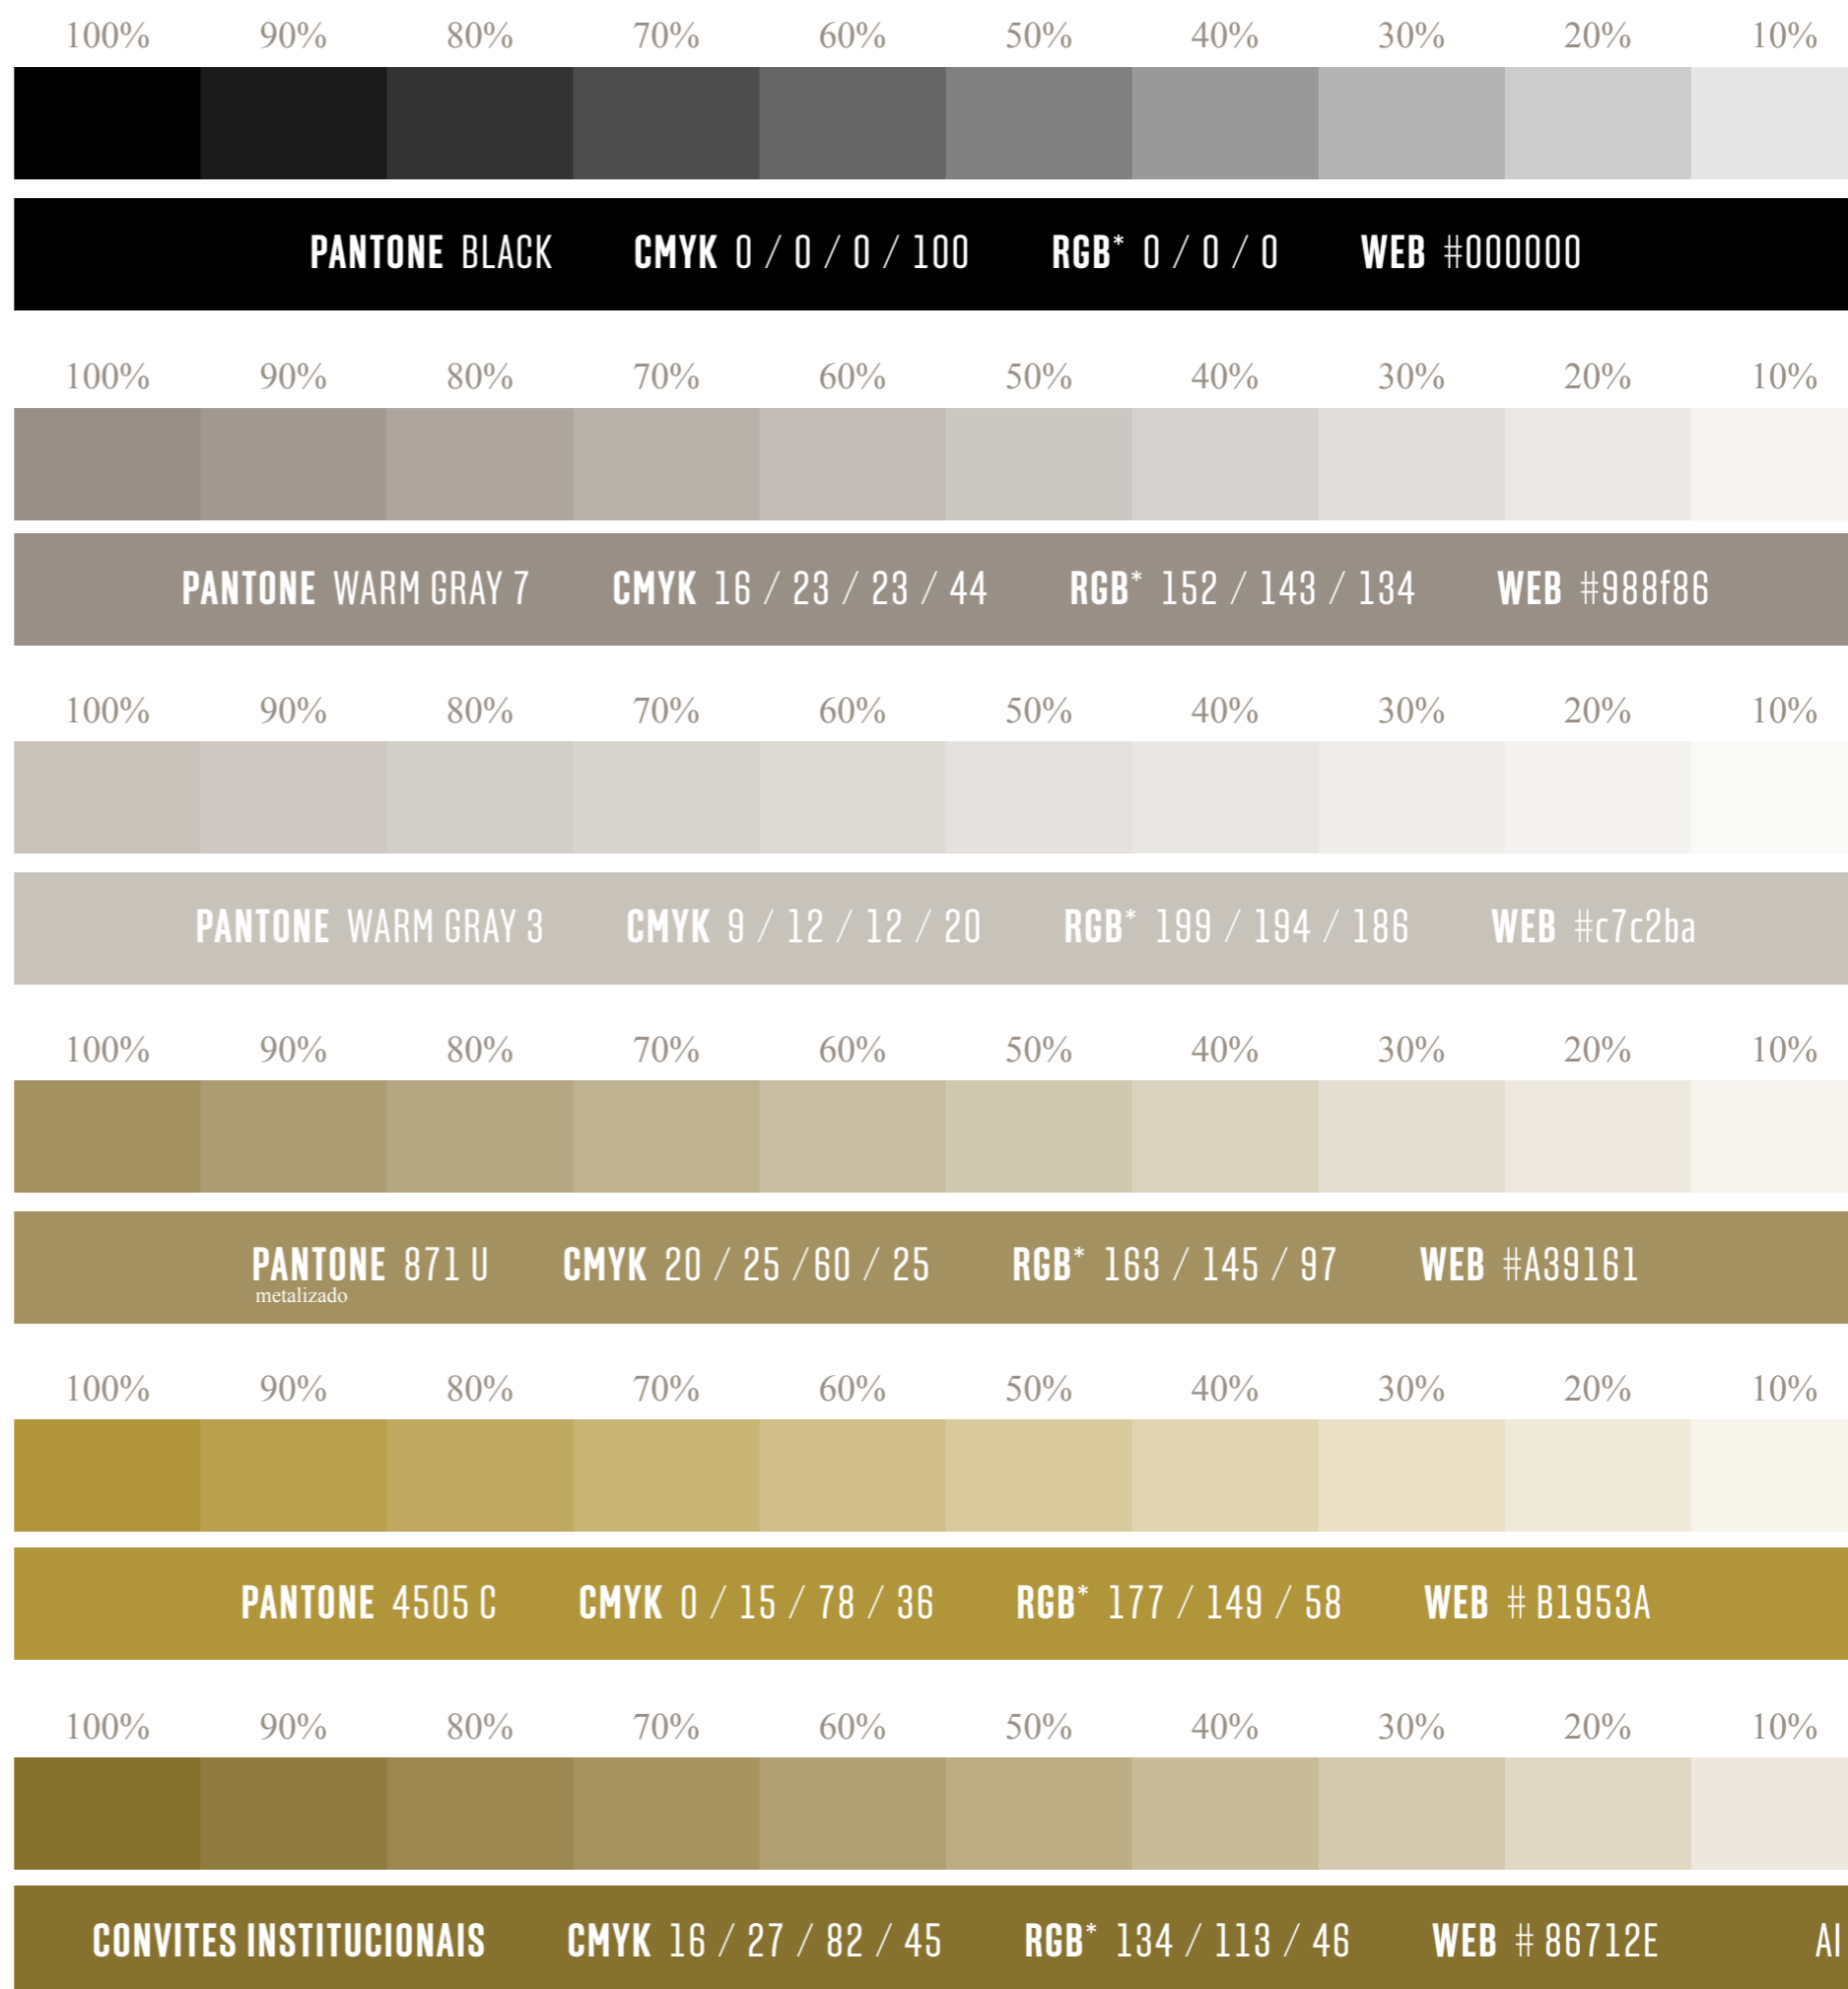 100% 90% 80% 70% 60% 50% 40% 30% 20% 10%
PANTONE BLACK CMYK 0 / 0 / 0 / 100 RGB* 0 / 0 / 0 WEB #000000
100% 90% 80% 70% 60% 50% 40% 30% 20% 10%
PANTONE WARM GRAY 7 CMYK 16 / 23 / 23 / 44 RGB* 152 / 143 / 134 WEB #988f86
100% 90% 80% 70% 60% 50% 40% 30% 20% 10%
PANTONE WARM GRAY 3 CMYK 9 / 12 / 12 / 20 RGB* 199 / 194 / 186 WEB #c7c2ba
100% 90% 80% 70% 60% 50% 40% 30% 20% 10%
PANTONE 871 U CMYK 20 / 25 /60 / 25 RGB* 163 / 145 / 97 WEB #A39161
metalizado
100% 90% 80% 70% 60% 50% 40% 30% 20% 10%
PANTONE 4505 C CMYK 0 / 15 / 78 / 36 RGB* 177 / 149 / 58 WEB # B1953A
100% 90% 80% 70% 60% 50% 40% 30% 20% 10%
CONVITES INSTITUCIONAIS CMYK 16 / 27 / 82 / 45 RGB* 134 / 113 / 46 WEB # 86712E